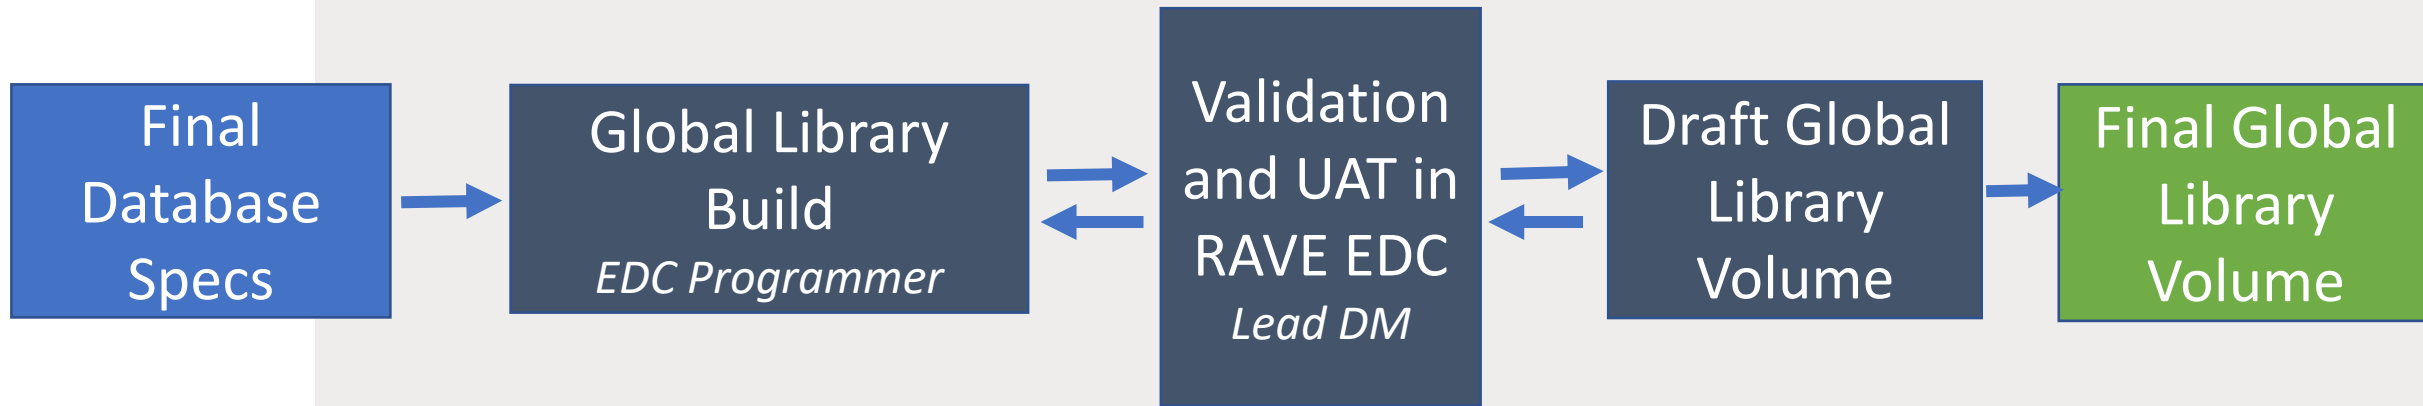 Final
Database
Specs
Global Library
Build
EDC Programmer
Validation
and UAT in
RAVE EDC
Lead DM
Draft Global
Library
Volume
Final Global
Library
Volume